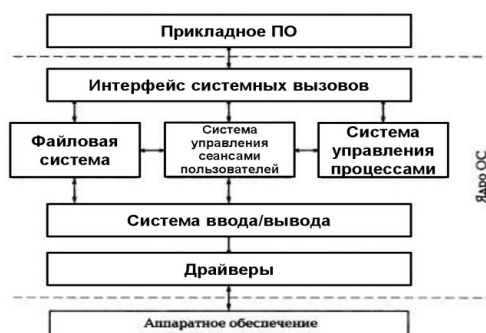 Прикладное ПО
Интерфейс системных вызовов
Файловая
система
Система
управления
сеансами
пользователей
Система
управления
процессами
Система ввода/вывода
Драйверы
Аппаратное обеспечение
Ядро ОС